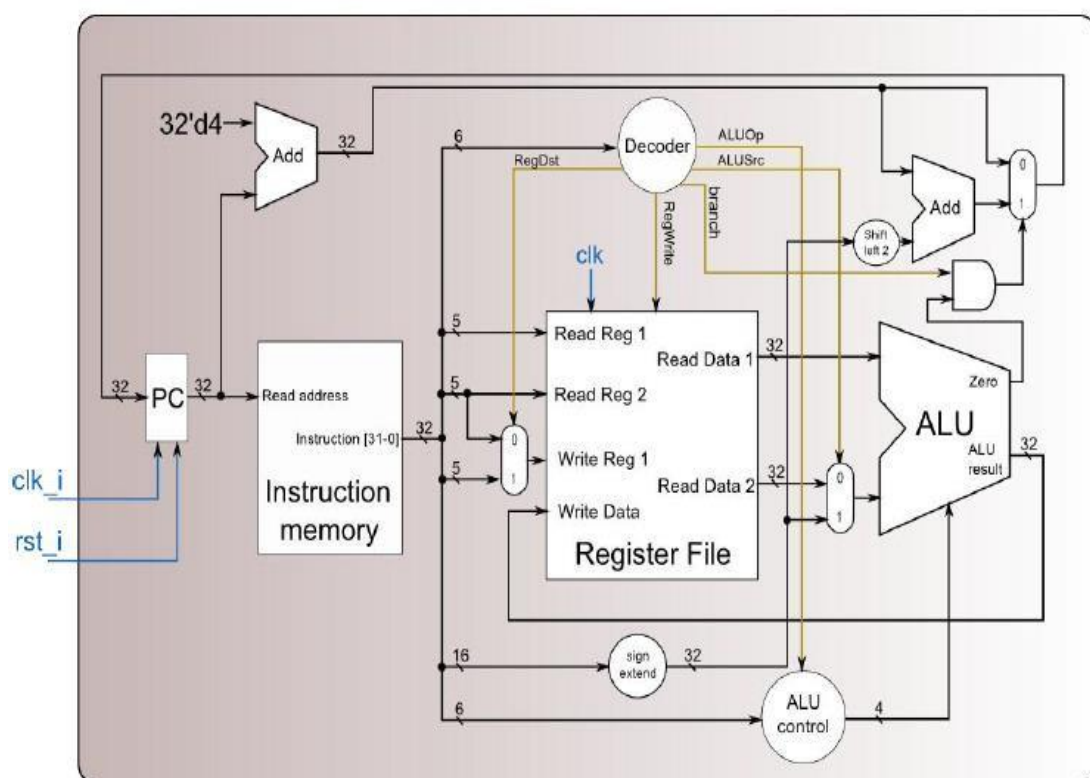 32'd4
Add
32
6
Decoder
ALUOp
ALUSrc
RegDst
RegWrite
branch
0
1
Add
Shift
left 2
clk
5
Read Reg 1
Read Data 1
32
5
Read Reg 2
Zero
32
PC
32
Read address
Instruction [31-0]
32
Instruction
memory
0
1
5
Write Reg 1
Read Data 2
32
Write Data
Register File
0
1
ALU
ALU
result
32
clk_i
rst_i
16
sign
extend
32
6
ALU
control
4